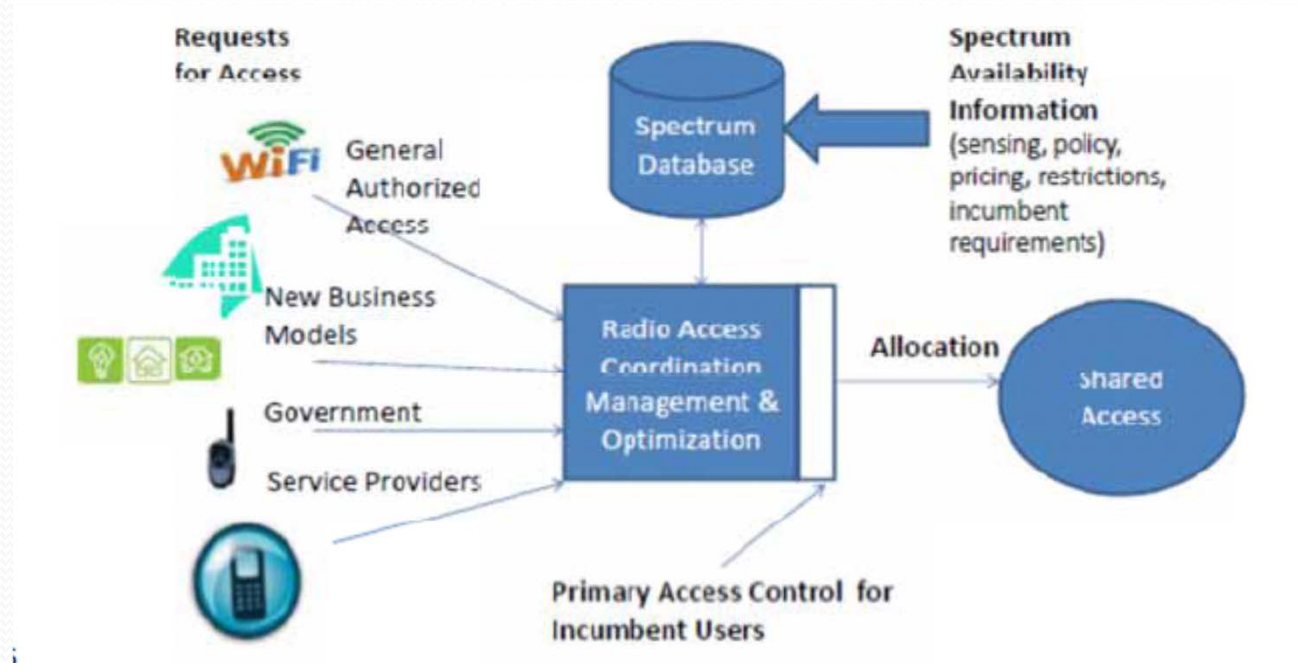 Requests
for Access
WiFi
General
Authorized
Access
New Business
Models
Government
Service Providers
Spectrum
Database
Spectrum
Availability
Information
(sensing, policy,
pricing, restrictions,
incumbent
requirements)
Radio Access
Coordination
Management &
Optimization
Allocation
Shared
Access
Primary Access Control for
Incumbent Users